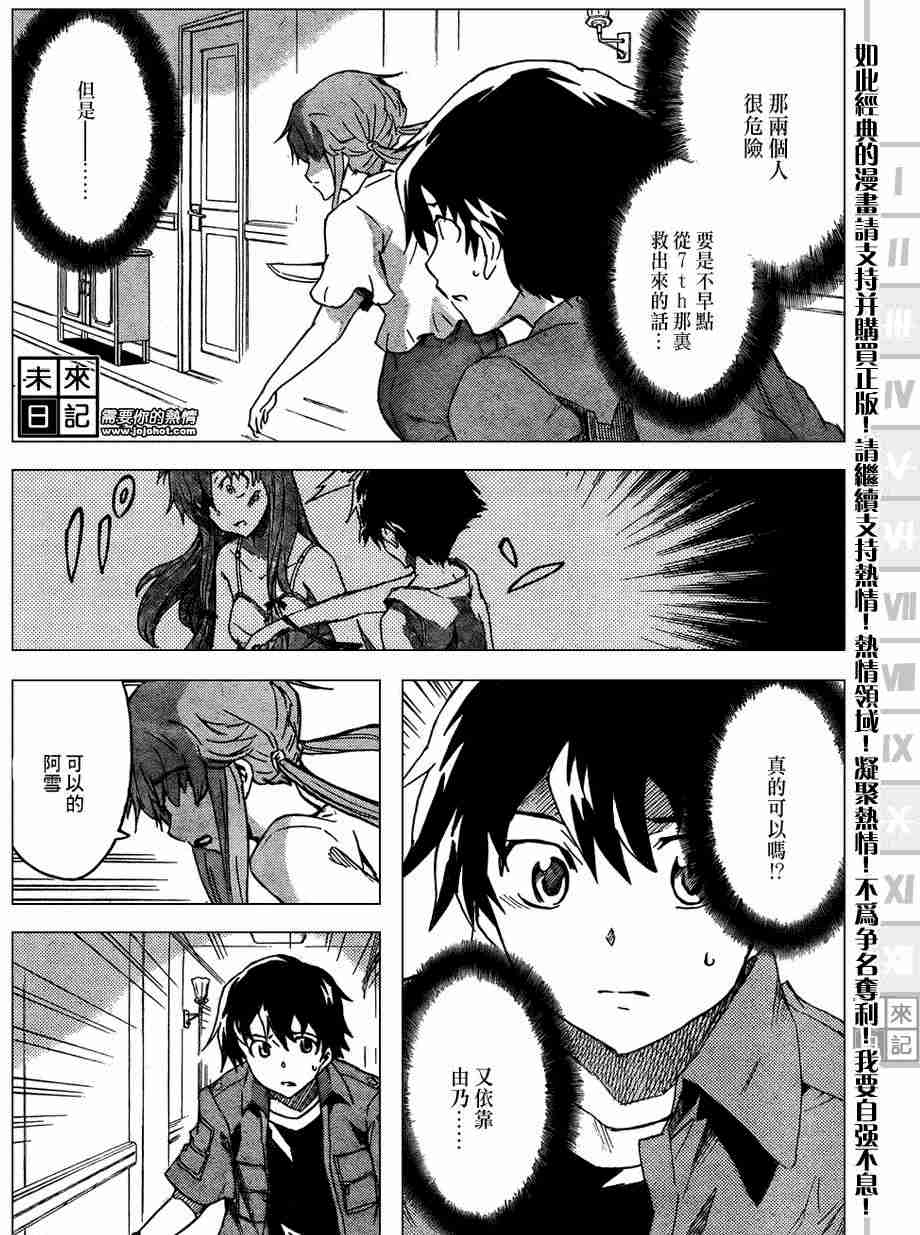 那兩個人
很危險
要是不早點
從7th那裏
救出來的話…
但是——………
未來
日記
需要你的熱情
www.jojohot.com
真的可以嗎!?
又依靠
由乃……
可以的
阿雪
如此經典的漫畫請支持并購買正版！請繼續支持熱情！熱情領域！凝聚熱情！不爲争名奪利！我要自强不息！
I
II
III
IV
V
VI
VII
VIII
IX
X
XI
來
記